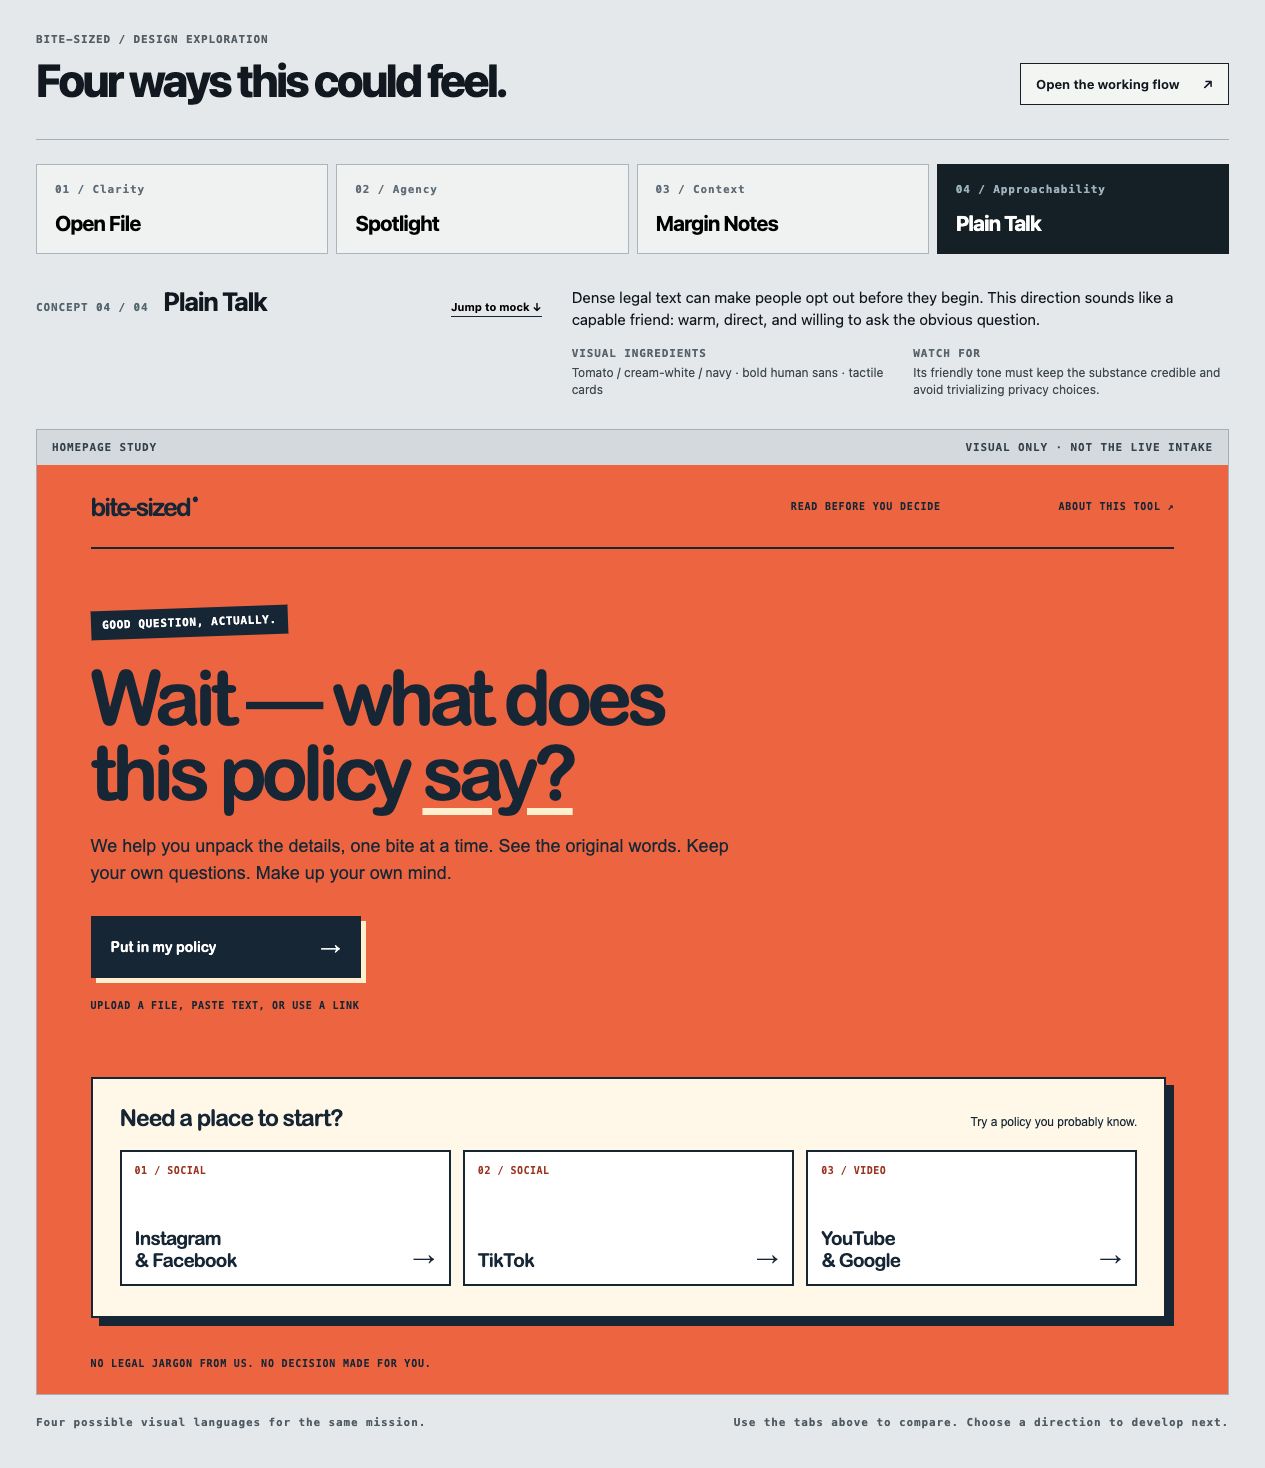 BITE-SIZED / DESIGN EXPLORATION
Four ways this could feel.
Open the working flow ↗
01 / Clarity
Open File
02 / Agency
Spotlight
03 / Context
Margin Notes
04 / Approachability
Plain Talk
CONCEPT 04 / 04 Plain Talk
Jump to mock ↓
Dense legal text can make people opt out before they begin. This direction sounds like a
capable friend: warm, direct, and willing to ask the obvious question.
VISUAL INGREDIENTS
Tomato / cream-white / navy · bold human sans · tactile
cards
WATCH FOR
Its friendly tone must keep the substance credible and
avoid trivializing privacy choices.
HOMEPAGE STUDY
VISUAL ONLY · NOT THE LIVE INTAKE
bite-sized•
READ BEFORE YOU DECIDE
ABOUT THIS TOOL ↗
GOOD QUESTION, ACTUALLY.
Wait — what does
this policy say?
We help you unpack the details, one bite at a time. See the original words. Keep
your own questions. Make up your own mind.
Put in my policy →
UPLOAD A FILE, PASTE TEXT, OR USE A LINK
Need a place to start?
Try a policy you probably know.
01 / SOCIAL
Instagram
& Facebook →
02 / SOCIAL
TikTok →
03 / VIDEO
YouTube
& Google →
NO LEGAL JARGON FROM US. NO DECISION MADE FOR YOU.
Four possible visual languages for the same mission.
Use the tabs above to compare. Choose a direction to develop next.